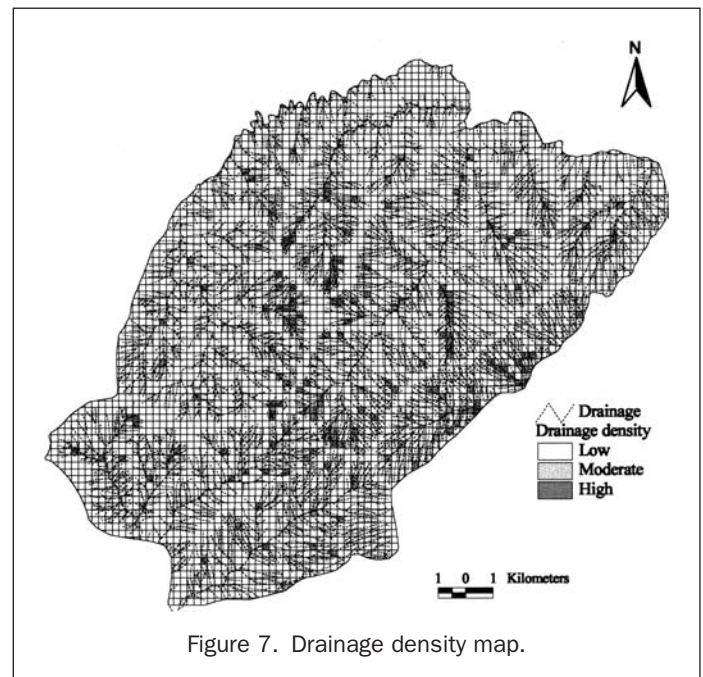 N
Drainage
Drainage density
Low
Moderate
High
1 0 1 Kilometers
Figure 7. Drainage density map.